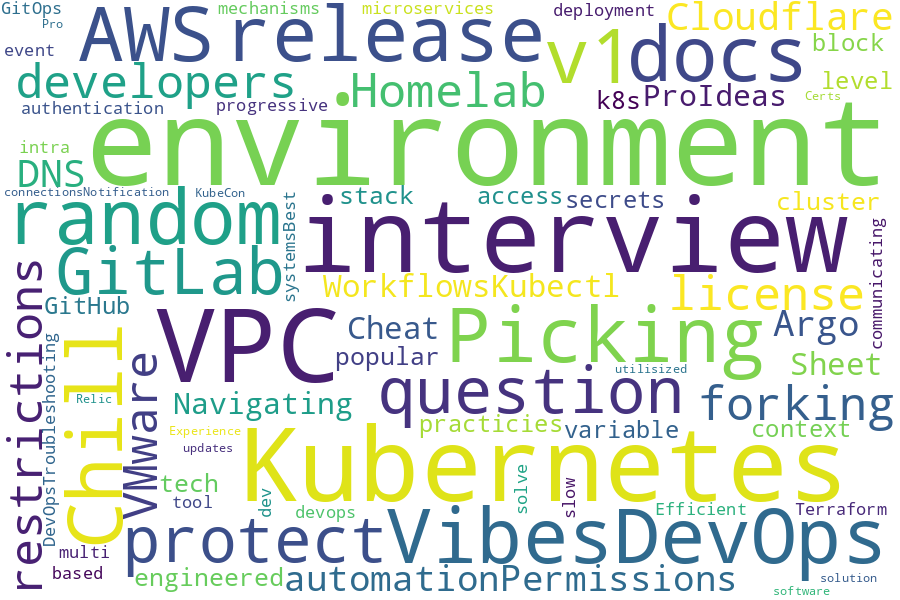 GitOps
mechanisms
microservices
deployment
Cloudflare
Pro
AWS
release
v1
docs
event
block
developers
Homelab
level
k8s
ProIdeas
Certs
authentication
progressive
environment
intra
DNS
connectionsNotification
KubeCon
stack
access
secrets
cluster
random
systemsBest
interview
communicating
GitLab
WorkflowsKubectl
license
restrictions
GitHub
VPC
Cheat
Picking
Argo
popular
Sheet
DevOpsTroubleshooting
Chill
VMware
utilisized
question
Relic
Navigating
forking
practicies
variable
context
Experience
updates
Kubernetes
tech
tool
dev
devops
solve
slow
Efficient
Terraform
protect
VibesDevOps
multi
based
engineered
automationPermissions
solution
software